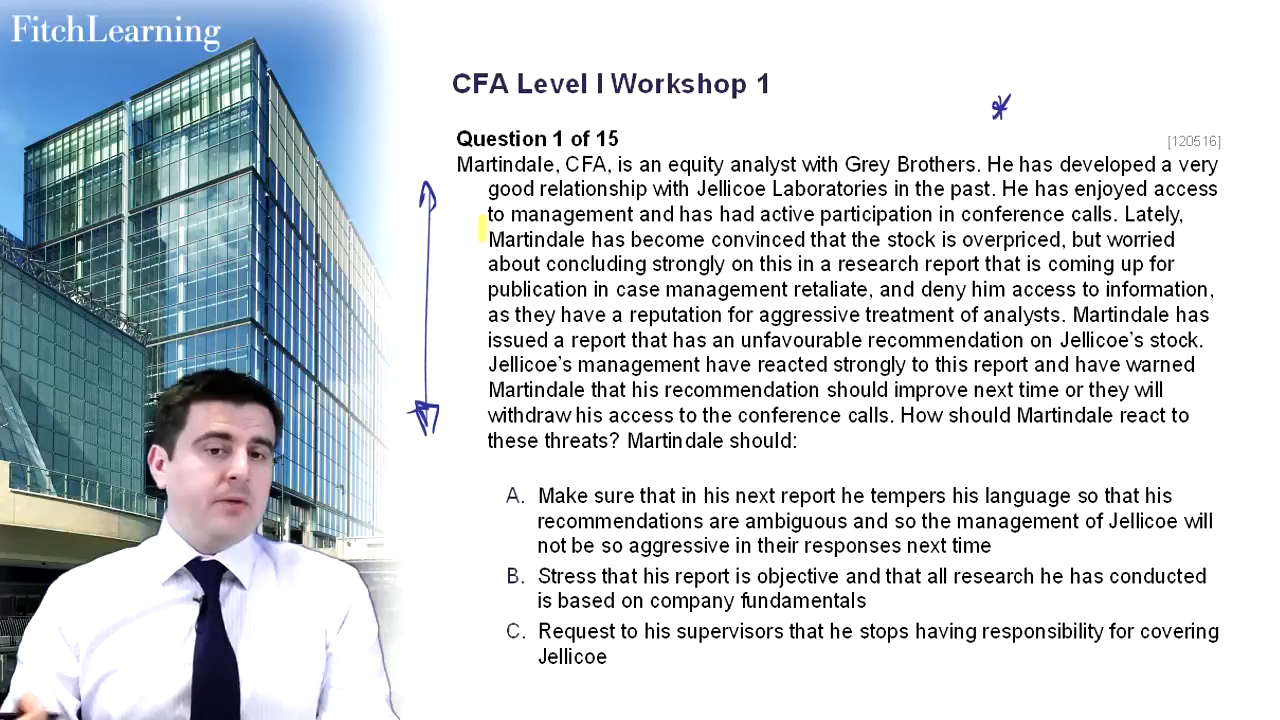 FitchLearning
CFA Level I Workshop 1
Question 1 of 15
[120516]
Martindale, CFA, is an equity analyst with Grey Brothers. He has developed a very
good relationship with Jellicoe Laboratories in the past. He has enjoyed access
to management and has had active participation in conference calls. Lately,
Martindale has become convinced that the stock is overpriced, but worried
about concluding strongly on this in a research report that is coming up for
publication in case management retaliate, and deny him access to information,
as they have a reputation for aggressive treatment of analysts. Martindale has
issued a report that has an unfavourable recommendation on Jellicoe’s stock.
Jellicoe’s management have reacted strongly to this report and have warned
Martindale that his recommendation should improve next time or they will
withdraw his access to the conference calls. How should Martindale react to
these threats? Martindale should:
A. Make sure that in his next report he tempers his language so that his
recommendations are ambiguous and so the management of Jellicoe will
not be so aggressive in their responses next time
B. Stress that his report is objective and that all research he has conducted
is based on company fundamentals
C. Request to his supervisors that he stops having responsibility for covering
Jellicoe